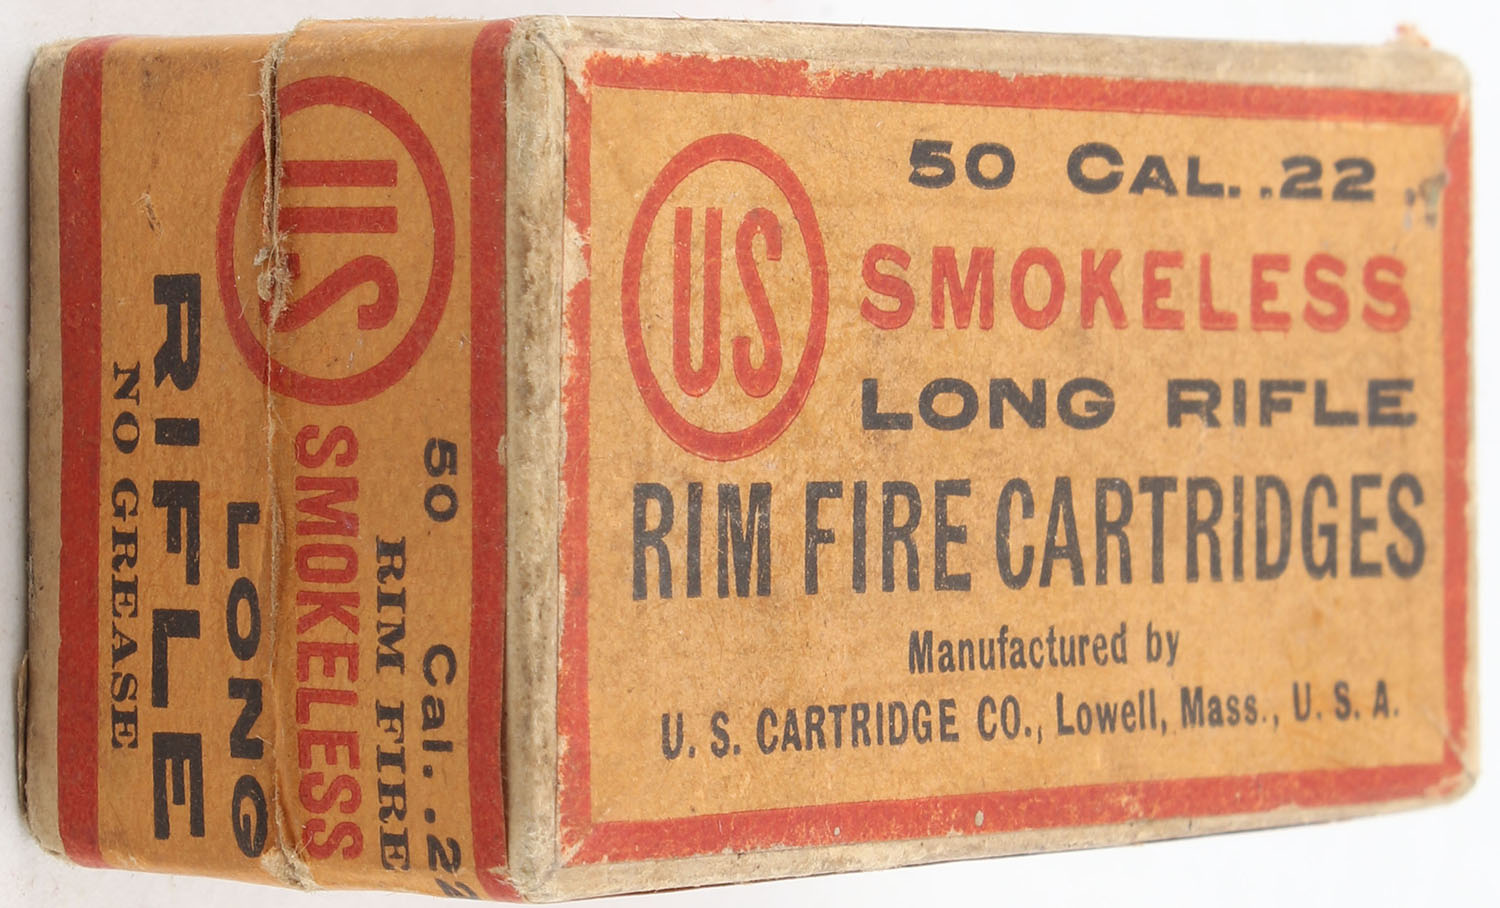 US
50 CAL. .22
SMOKELESS
LONG RIFLE
RIM FIRE CARTRIDGES
Manufactured by
U. S. CARTRIDGE CO., Lowell, Mass., U. S. A.
50 Cal. .22
RIM FIRE
US SMOKELESS
LONG
RIFLE
NO GREASE